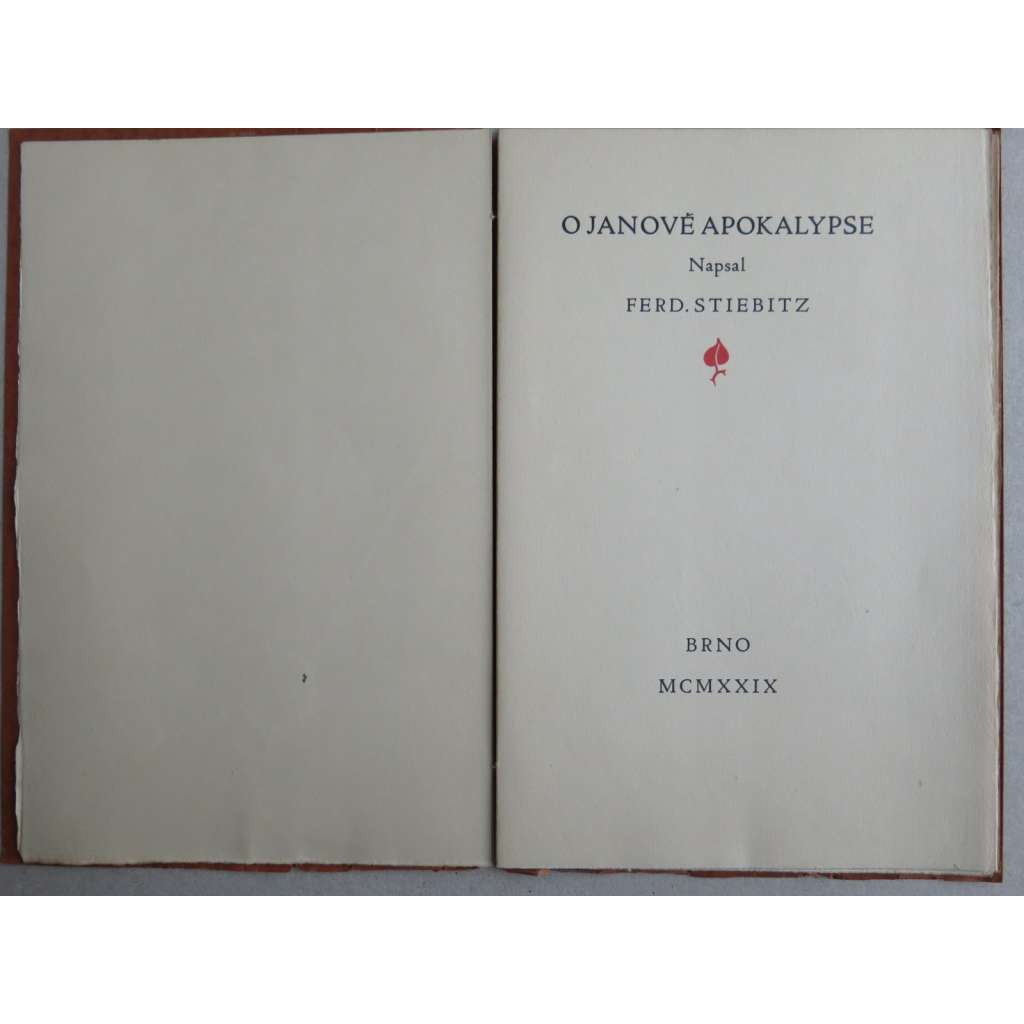 O JANOVĚ APOKALYPSE
Napsal
FERD. STIEBITZ
BRNO
MCMXXIX